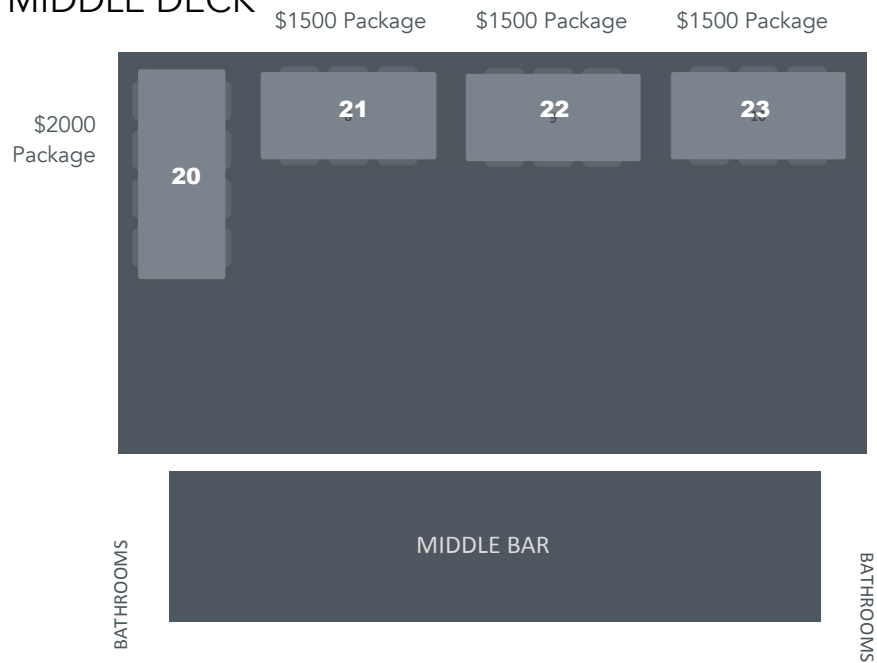 MIDDLE DECK
$1500 Package $1500 Package $1500 Package
$2000
Package
20
21
22
23
MIDDLE BAR
BATHROOMS
BATHROOMS